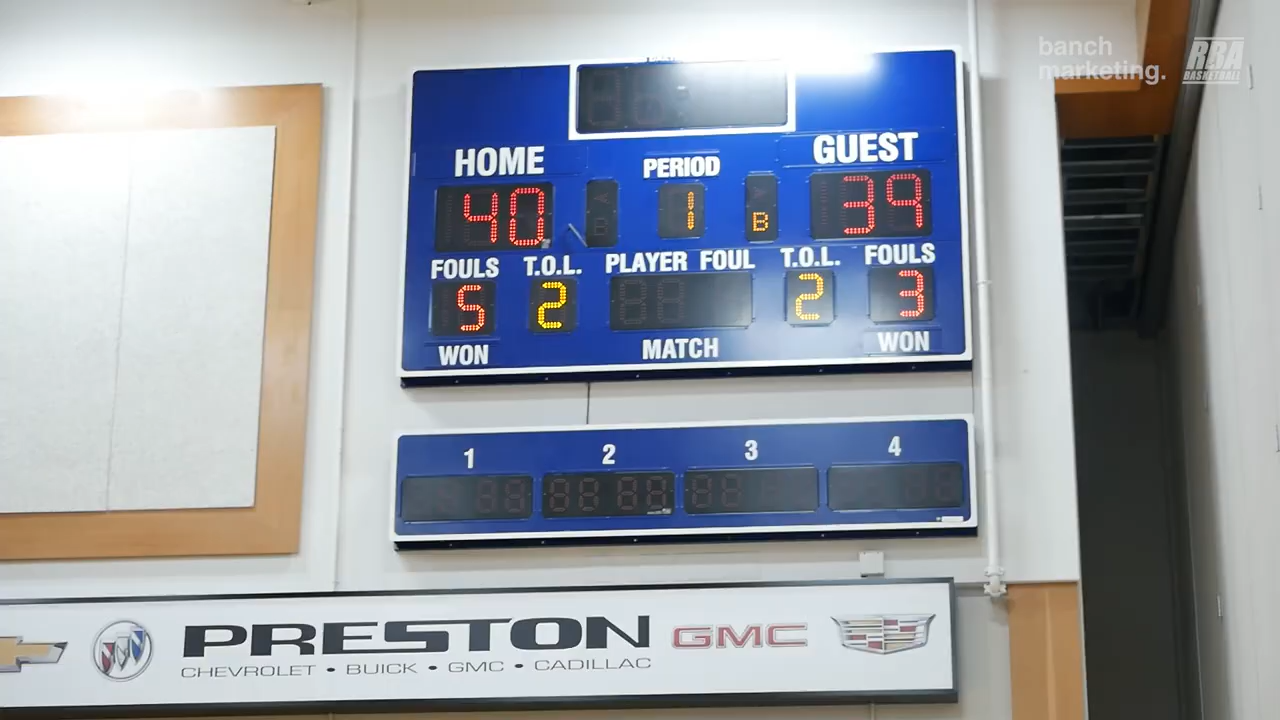 banch
marketing.
RBA
BASKETBALL
HOME
PERIOD
GUEST
40
1
B
39
FOULS
T.O.L.
PLAYER FOUL
T.O.L.
FOULS
5
2
2
3
WON
MATCH
WON
1
2
3
4
PRESTON
GMC
CHEVROLET • BUICK • GMC • CADILLAC